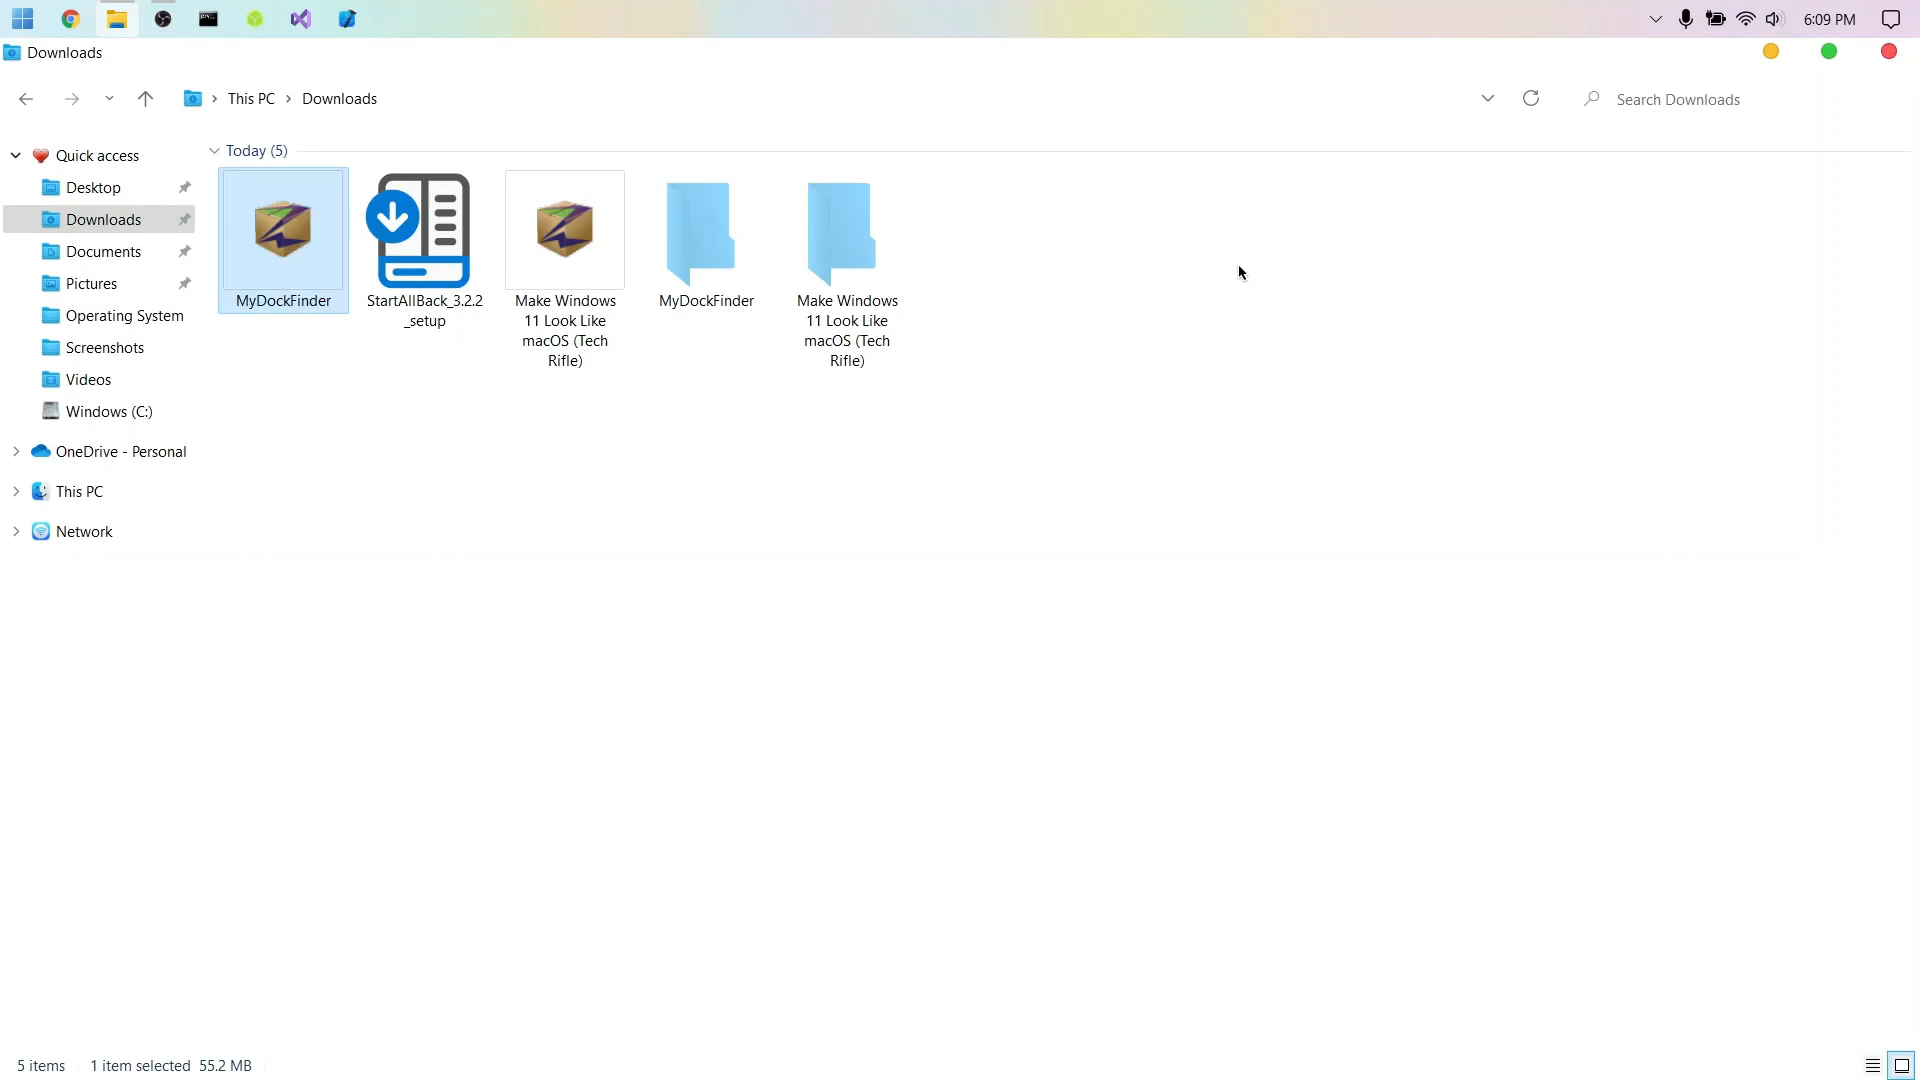 6:09 PM
Downloads
This PC
Downloads
Search Downloads
Quick access
Desktop
Downloads
Documents
Pictures
Operating System
Screenshots
Videos
Windows (C:)
OneDrive - Personal
This PC
Network
Today (5)
MyDockFinder
StartAllBack_3.2.2
_setup
Make Windows
11 Look Like
macOS (Tech
Rifle)
MyDockFinder
Make Windows
11 Look Like
macOS (Tech
Rifle)
5 items
1 item selected 55.2 MB